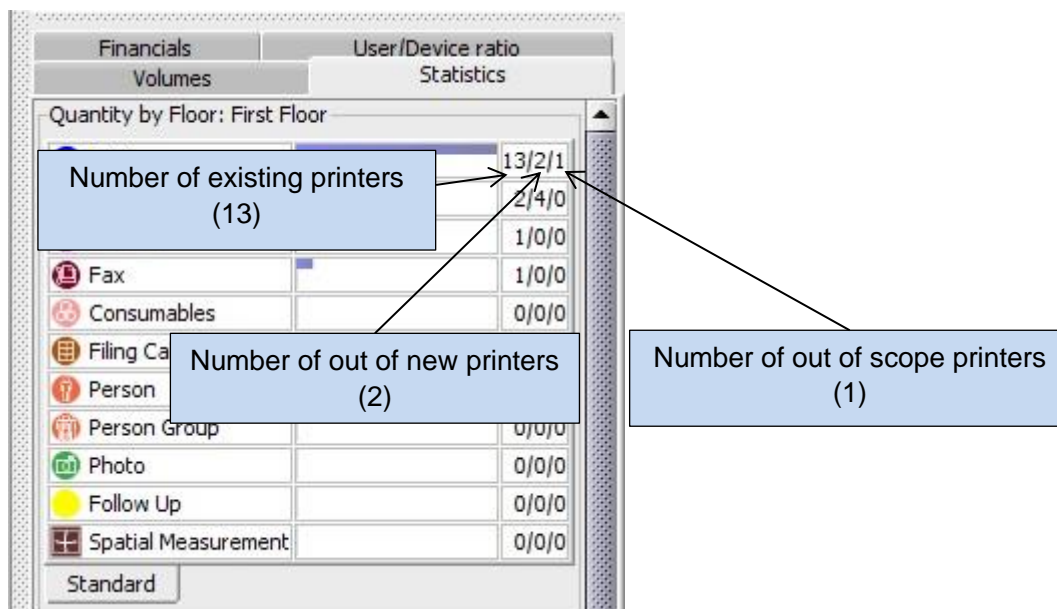 Financials
User/Device ratio
Volumes
Statistics
Quantity by Floor: First Floor
13/2/1
Number of existing printers
(13)
2/4/0
1/0/0
Fax
1/0/0
Consumables
0/0/0
Filing Ca
Number of out of new printers
(2)
Number of out of scope printers
(1)
Person
Person Group
0/0/0
Photo
0/0/0
Follow Up
0/0/0
Spatial Measurement
0/0/0
Standard